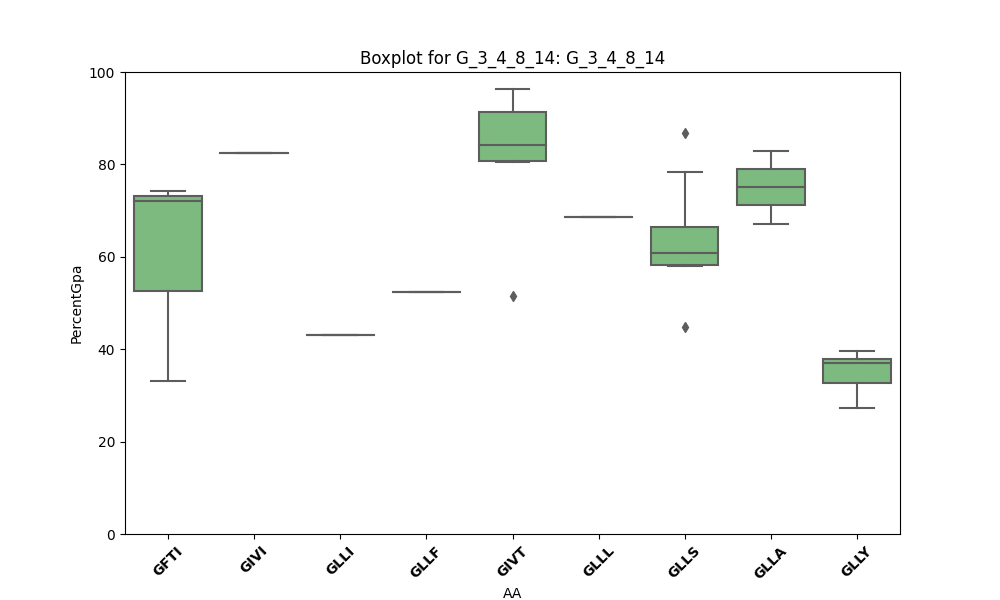 Boxplot for G_3_4_8_14: G_3_4_8_14
100
80
60
40
20
0
PercentGpa
GFTI GIVI GLLI GLLF GIVT GLLL GLLS GLLA GLLY
AA